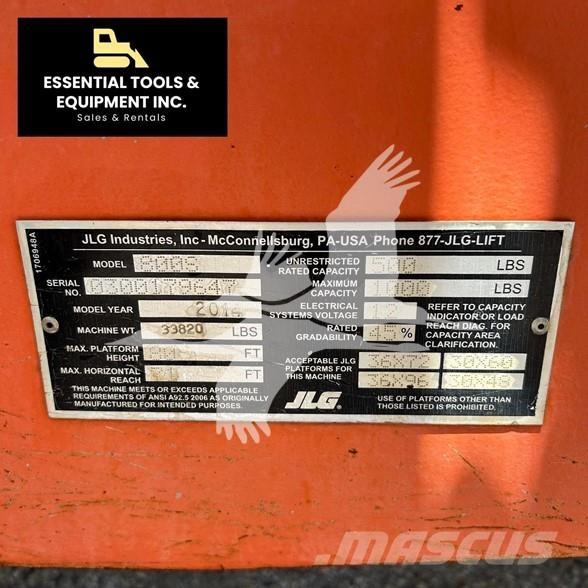 ESSENTIAL TOOLS &
EQUIPMENT INC.
Sales & Rentals
1706948A
JLG Industries, Inc - McConnellsburg, PA-USA Phone 877-JLG-LIFT
MODEL 800S
SERIAL NO. 0300179647
MODEL YEAR
MACHINE WT. 33820 LBS
MAX. PLATFORM HEIGHT FT
MAX. HORIZONTAL REACH FT
THIS MACHINE MEETS OR EXCEEDS APPLICABLE
REQUIREMENTS OF ANSI A92.5 2006 AS ORIGINALLY
MANUFACTURED FOR INTENDED PURPOSES.
UNRESTRICTED RATED CAPACITY 500 LBS
MAXIMUM CAPACITY 1000 LBS
ELECTRICAL SYSTEMS VOLTAGE 12
RATED GRADABILITY 45%
REFER TO CAPACITY
INDICATOR OR LOAD
REACH DIAG. FOR
CAPACITY AREA
CLARIFICATION.
ACCEPTABLE JLG
PLATFORMS FOR
THIS MACHINE
36X72 30X60
36X96 30X48
JLG
USE OF PLATFORMS OTHER THAN
THOSE LISTED IS PROHIBITED.
MASCUS